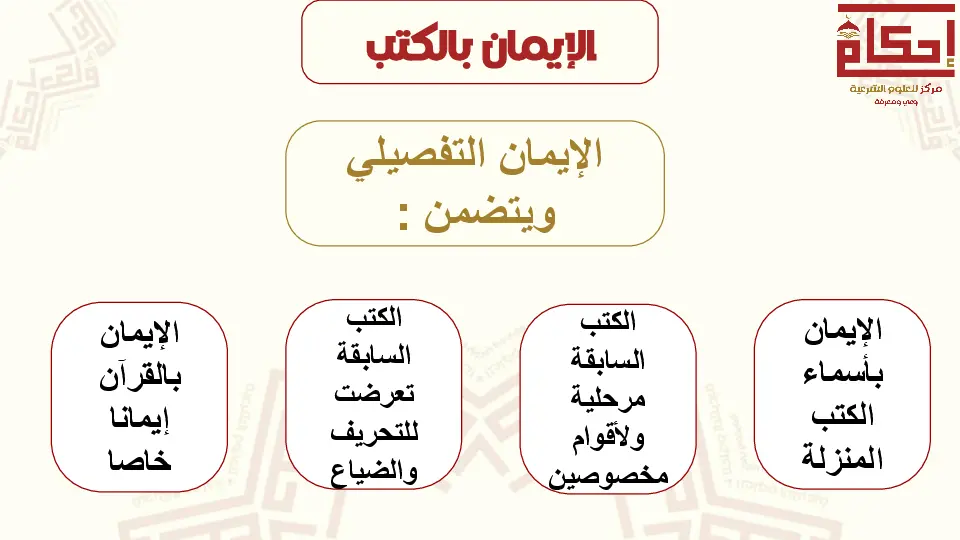 الإيمان بالكتب
إحكام
مركز للعلوم الشرعية
وعي ومعرفة
الإيمان التفصيلي
ويتضمن :
الإيمان
بأسماء
الكتب
المنزلة
الكتب
السابقة
مرحلية
ولأقوام
مخصوصين
الكتب
السابقة
تعرضت
للتحريف
والضياع
الإيمان
بالقرآن
إيمانا
خاصا